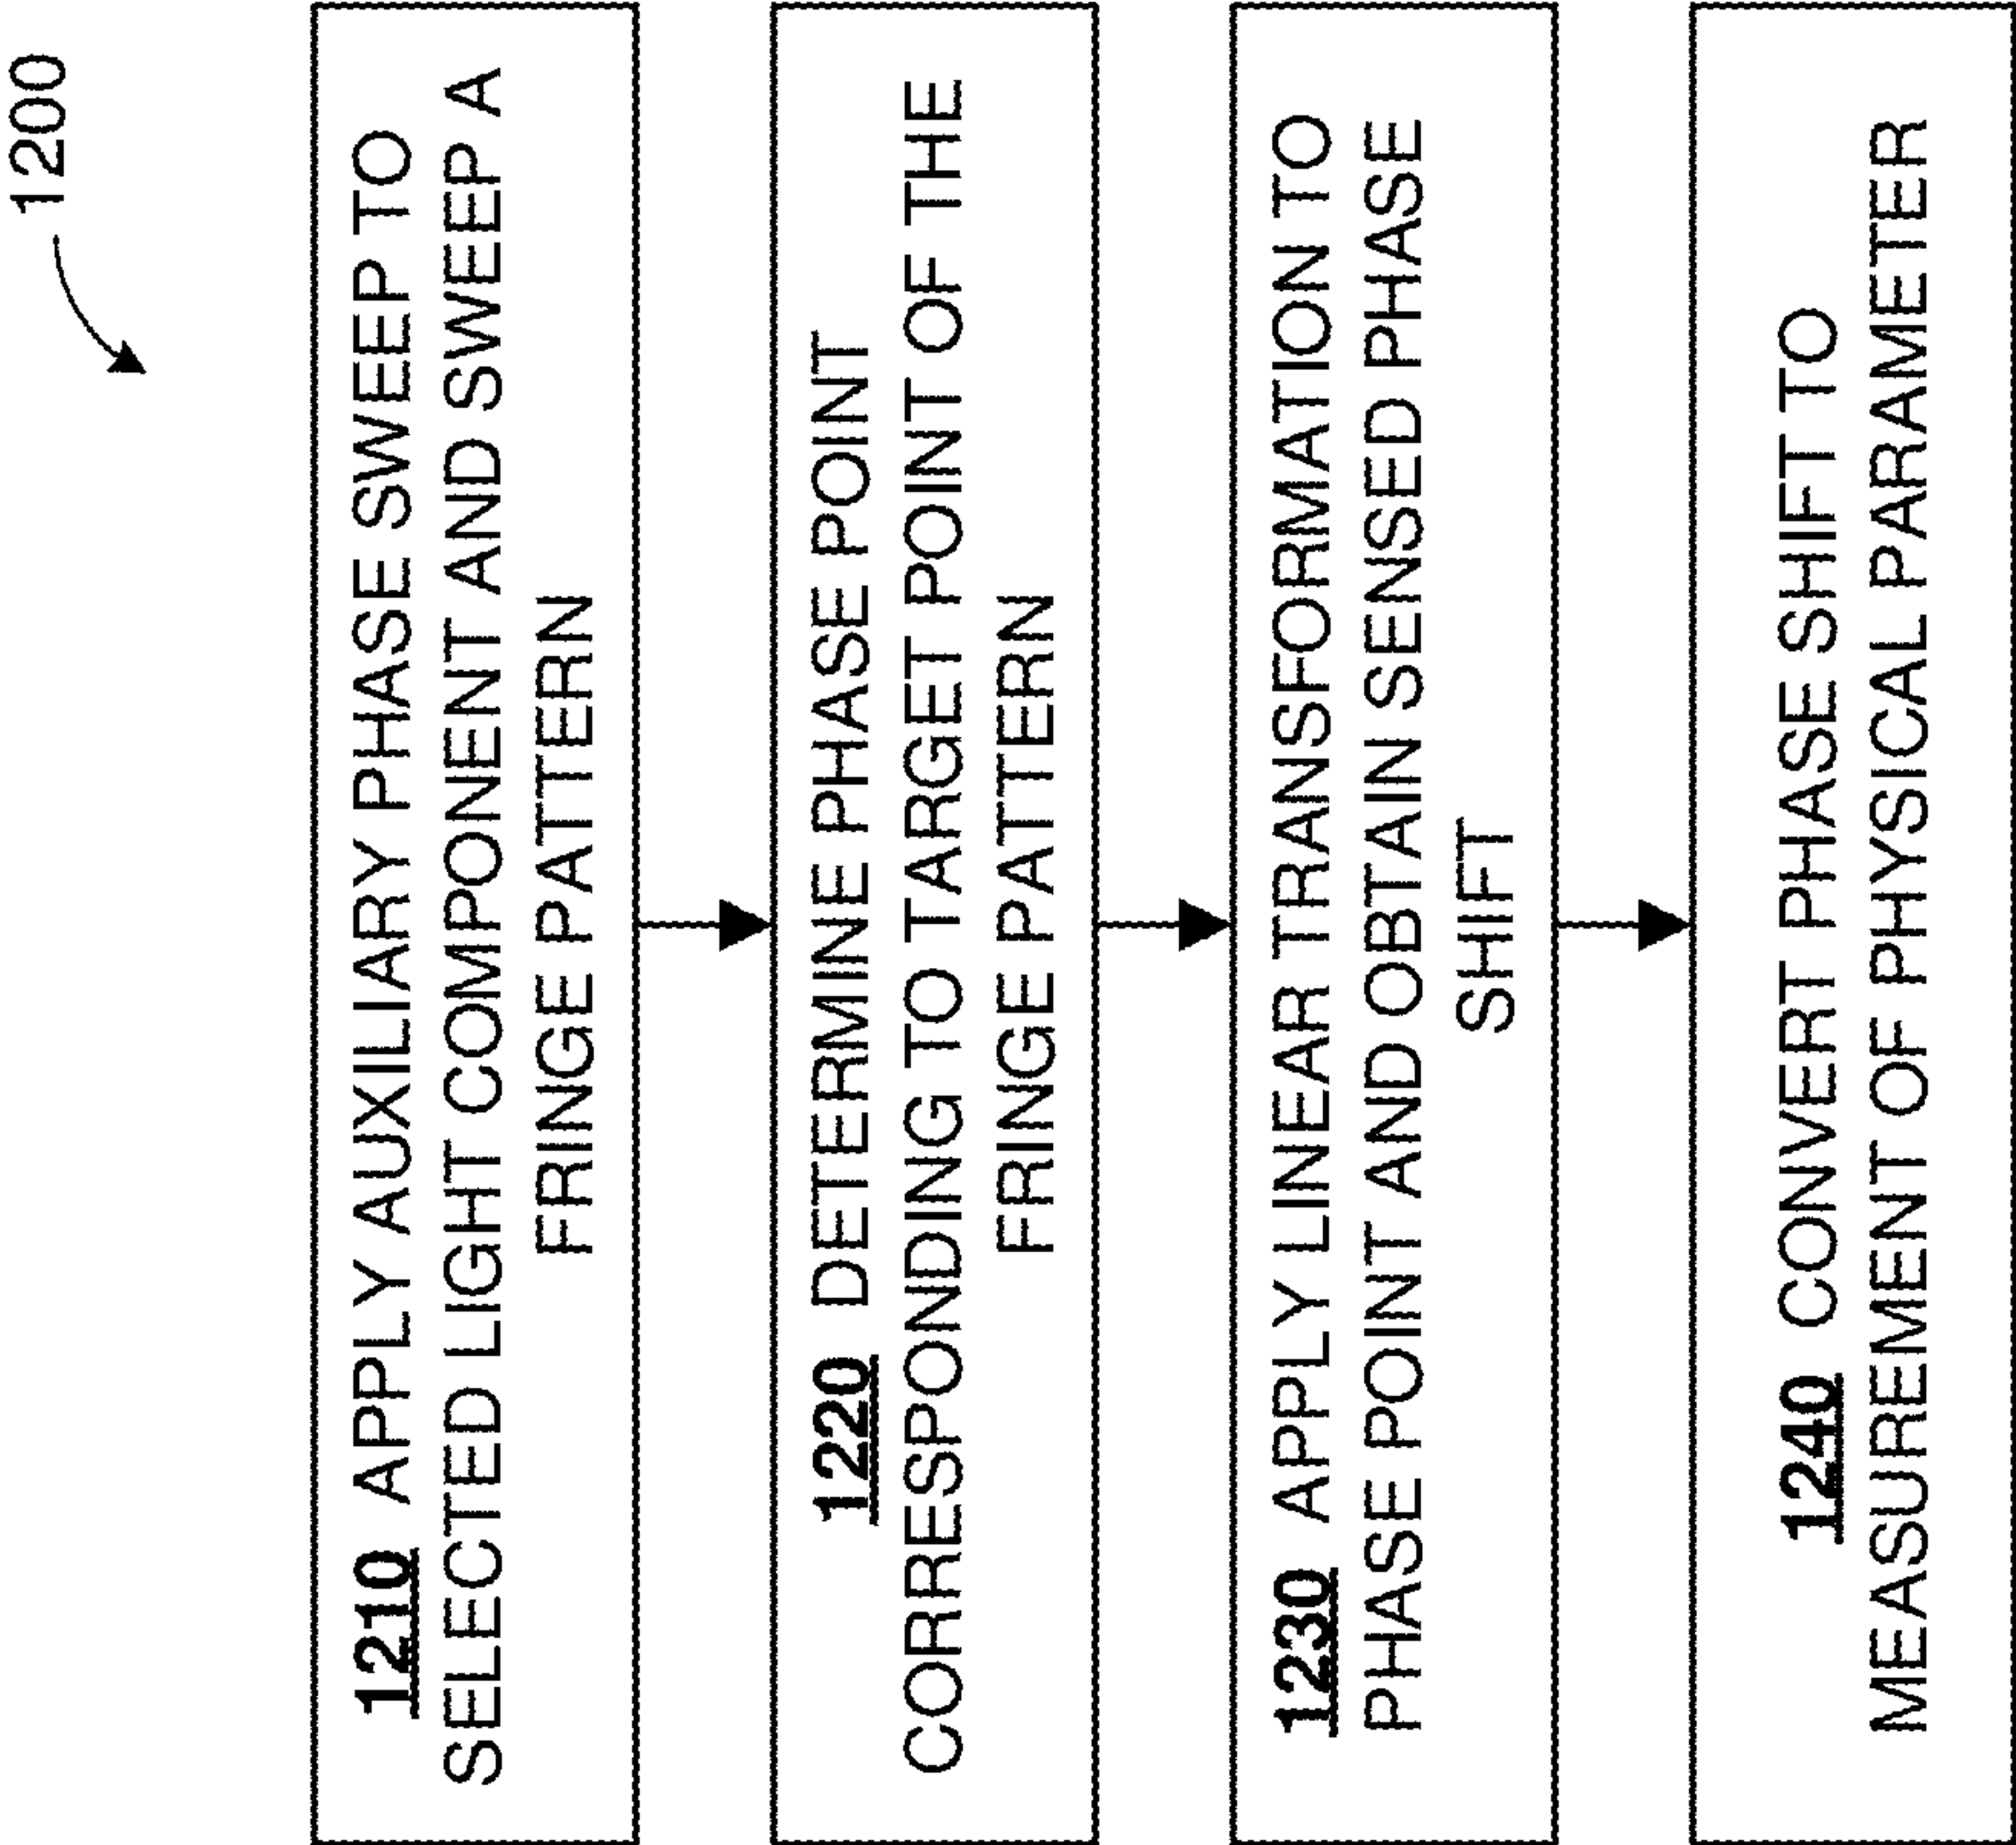 1200
1210 APPLY AUXILIARY PHASE SWEEP TO
SELECTED LIGHT COMPONENT AND SWEEP A
FRINGE PATTERN
1220 DETERMINE PHASE POINT
CORRESPONDING TO TARGET POINT OF THE
FRINGE PATTERN
1230 APPLY LINEAR TRANSFORMATION TO
PHASE POINT AND OBTAIN SENSED PHASE
SHIFT
1240 CONVERT PHASE SHIFT TO
MEASUREMENT OF PHYSICAL PARAMETER